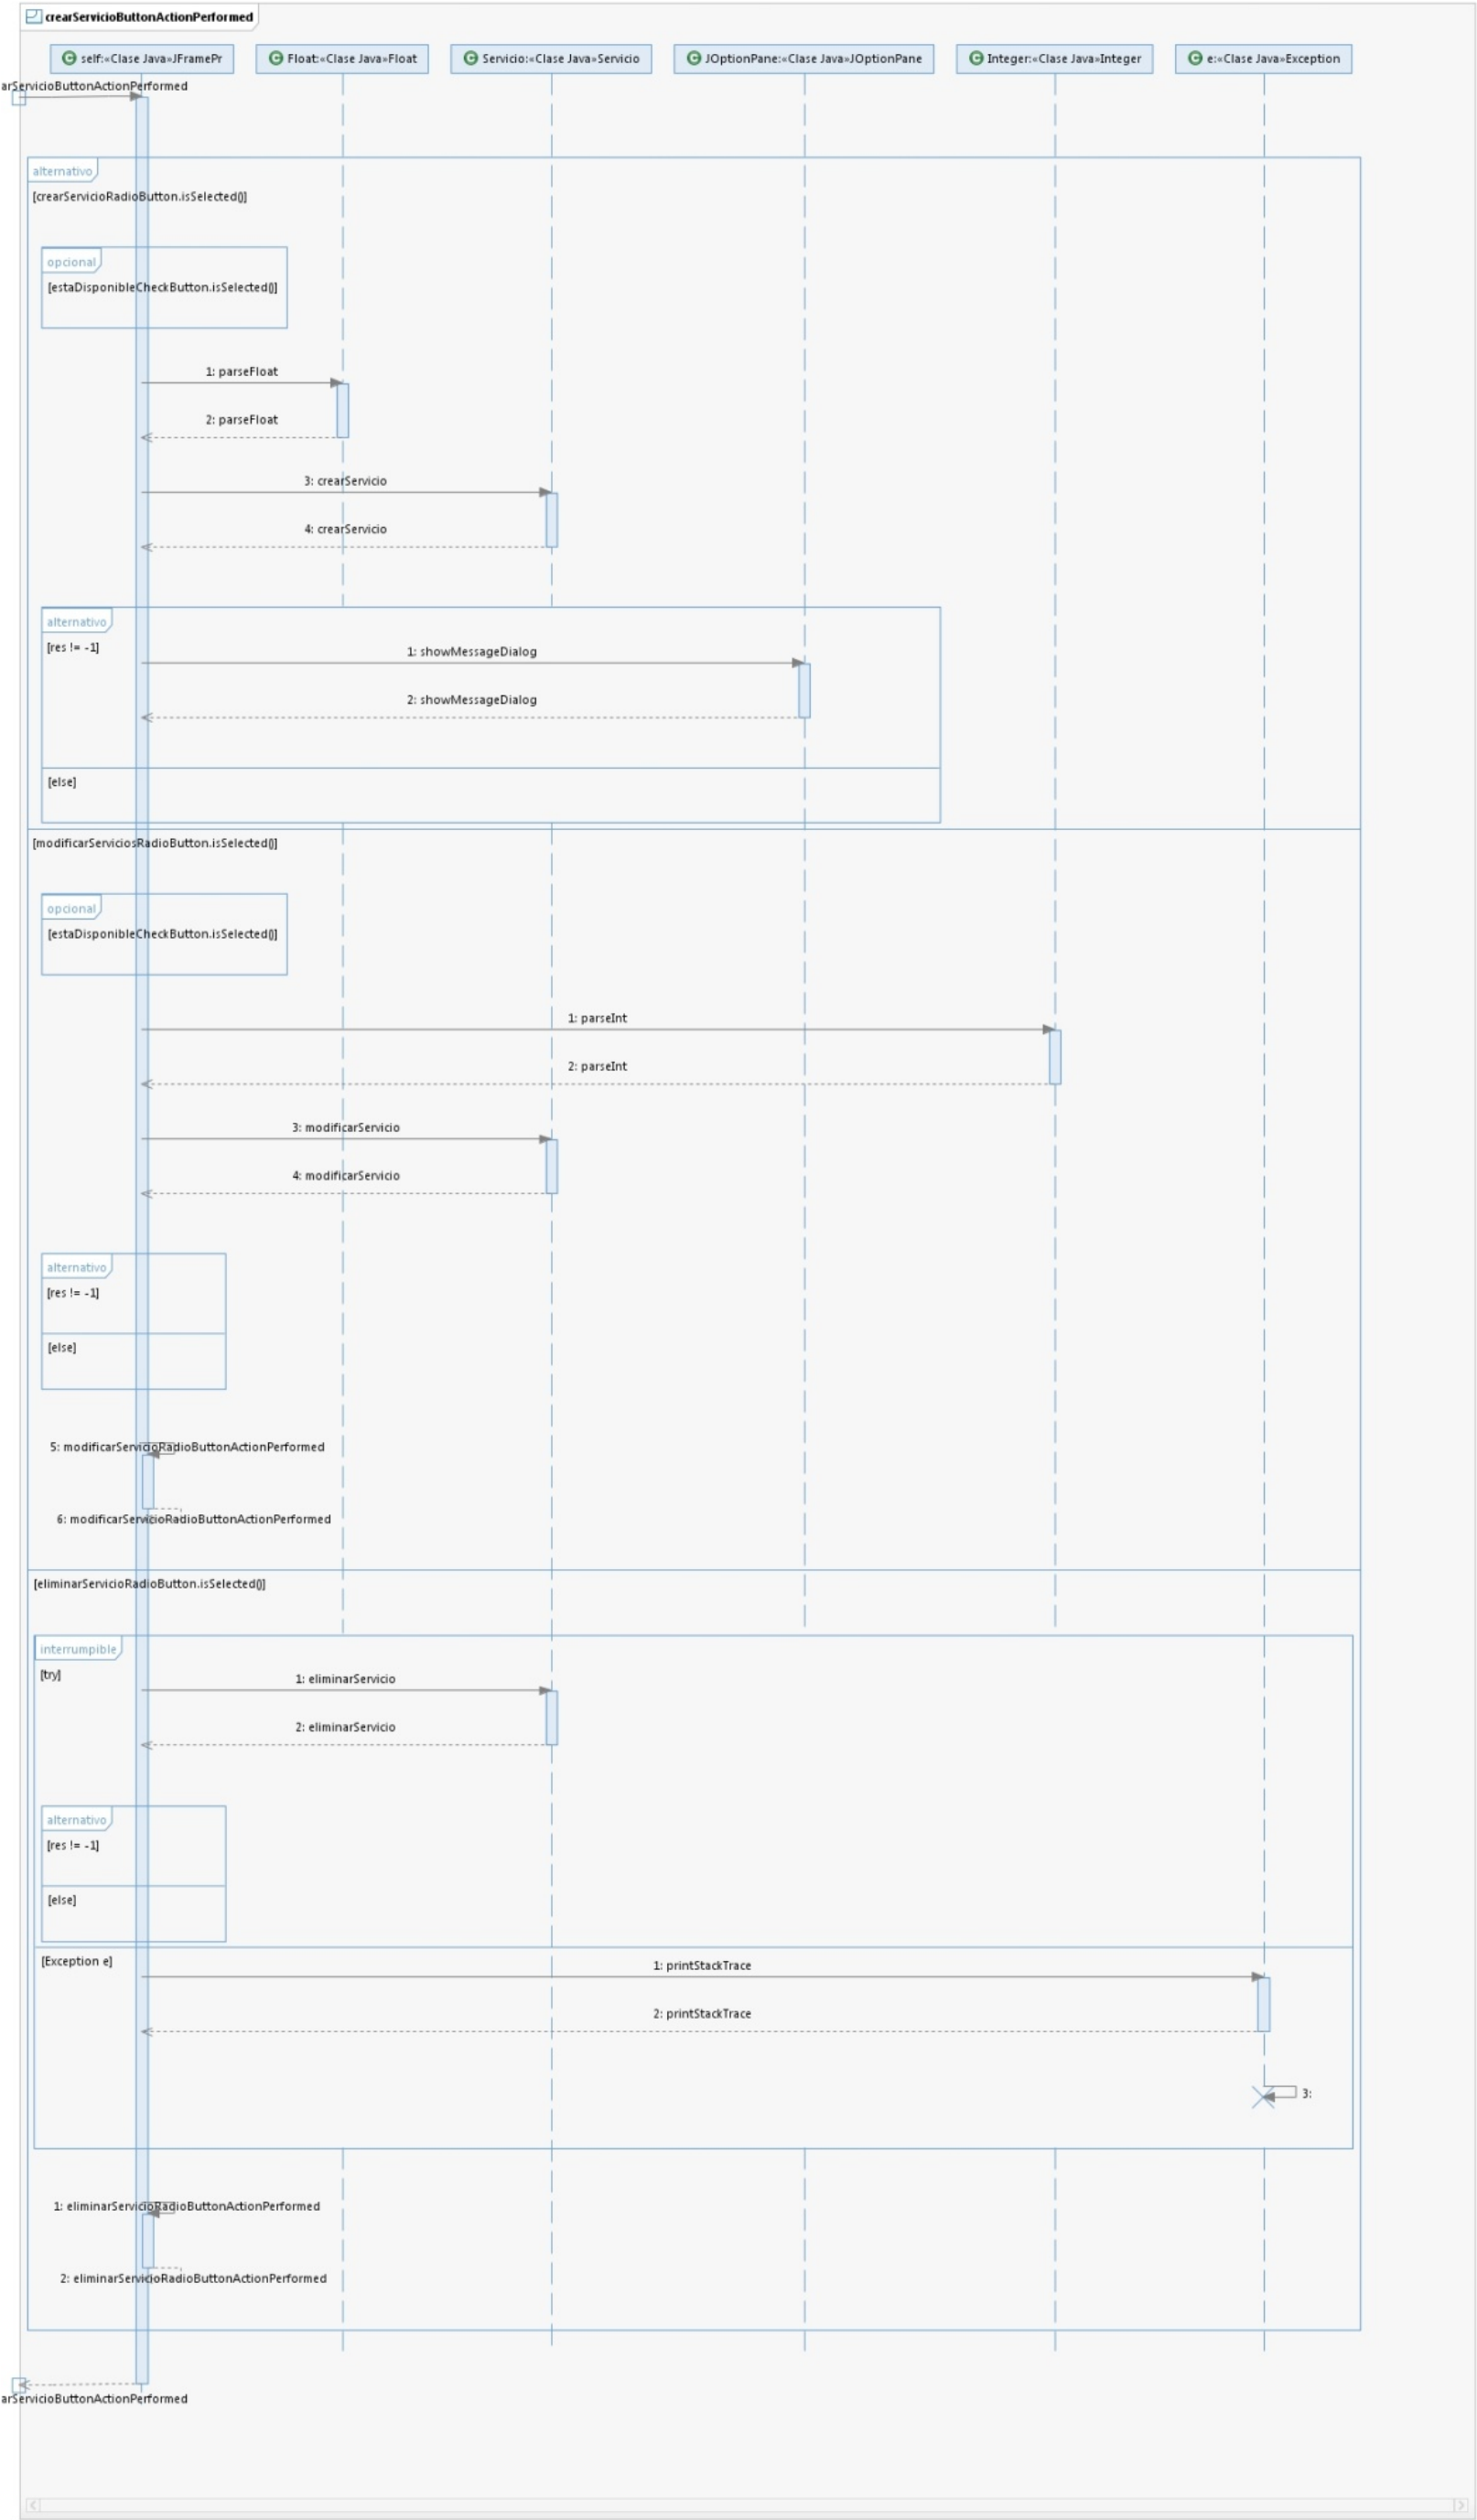 crearServicioButtonActionPerformed
self:«Clase Java»JFramePr
Float:«Clase Java»Float
Servicio:«Clase Java»Servicio
JOptionPane:«Clase Java»JOptionPane
Integer:«Clase Java»Integer
e:«Clase Java»Exception
arServicioButtonActionPerformed
alternativo
[crearServicioRadioButton.isSelected()]
opcional
[estaDisponibleCheckButton.isSelected()]
1: parseFloat
2: parseFloat
3: crearServicio
4: crearServicio
alternativo
[res != -1]
1: showMessageDialog
2: showMessageDialog
[else]
[modificarServiciosRadioButton.isSelected()]
opcional
[estaDisponibleCheckButton.isSelected()]
1: parseInt
2: parseInt
3: modificarServicio
4: modificarServicio
alternativo
[res != -1]
[else]
5: modificarServicioRadioButtonActionPerformed
6: modificarServicioRadioButtonActionPerformed
[eliminarServicioRadioButton.isSelected()]
interrumpible
[try]
1: eliminarServicio
2: eliminarServicio
alternativo
[res != -1]
[else]
[Exception e]
1: printStackTrace
2: printStackTrace
3:
1: eliminarServicioRadioButtonActionPerformed
2: eliminarServicioRadioButtonActionPerformed
arServicioButtonActionPerformed